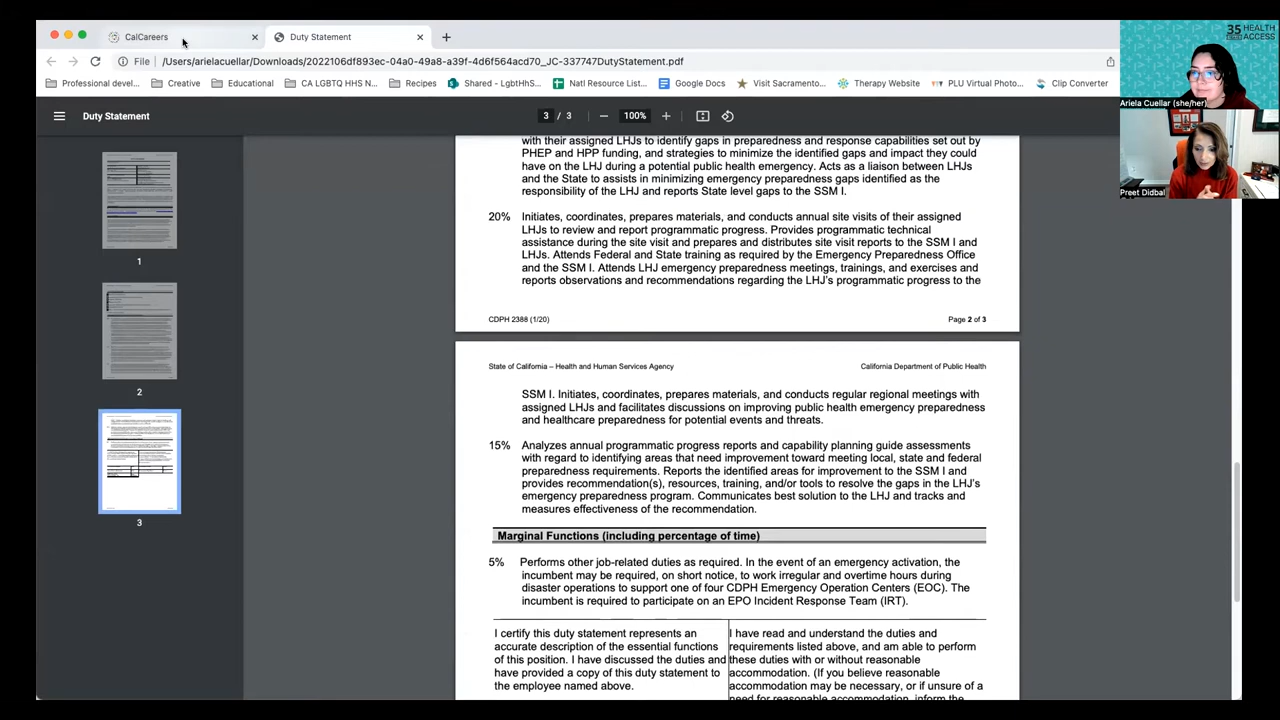 CalCareers
Duty Statement
File
/Users/arielacuellar/Downloads/2022106df893ec-04a0-49a8-a39f-4d6f564acd70_JC-337747DutyStatement.pdf
Professional devel...
Creative
Educational
CA LGBTQ HHS N...
Recipes
Shared - LgbtHhS...
Natl Resource List...
Google Docs
Visit Sacramento...
Therapy Website
PLU Virtual Photo...
Clip Converter
Duty Statement
3 / 3
100%
1
2
3
with their assigned LHJs to identify gaps in preparedness and response capabilities set out by
PHEP and HPP funding, and strategies to minimize the identified gaps and impact they could
have on the LHJ during a potential public health emergency. Acts as a liaison between LHJs
and the State to assists in minimizing emergency preparedness gaps identified as the
responsibility of the LHJ and reports State level gaps to the SSM I.
20% Initiates, coordinates, prepares materials, and conducts annual site visits of their assigned
LHJs to review and report programmatic progress. Provides programmatic technical
assistance during the site visit and prepares and distributes site visit reports to the SSM I and
LHJs. Attends Federal and State training as required by the Emergency Preparedness Office
and the SSM I. Attends LHJ emergency preparedness meetings, trainings, and exercises and
reports observations and recommendations regarding the LHJ's programmatic progress to the
CDPH 2388 (1/20)
Page 2 of 3
State of California – Health and Human Services Agency
California Department of Public Health
SSM I. Initiates, coordinates, prepares materials, and conducts regular regional meetings with
assigned LHJs and facilitates discussions on improving public health emergency preparedness
and healthcare preparedness for potential events and threats.
15% Analyzes annual programmatic progress reports and capability planning guide assessments
with regard to identifying areas that need improvement toward meeting local, state and federal
preparedness requirements. Reports the identified areas for improvement to the SSM I and
provides recommendation(s), resources, training, and/or tools to resolve the gaps in the LHJ's
emergency preparedness program. Communicates best solution to the LHJ and tracks and
measures effectiveness of the recommendation.
Marginal Functions (including percentage of time)
5% Performs other job-related duties as required. In the event of an emergency activation, the
incumbent may be required, on short notice, to work irregular and overtime hours during
disaster operations to support one of four CDPH Emergency Operation Centers (EOC). The
incumbent is required to participate on an EPO Incident Response Team (IRT).
I certify this duty statement represents an
accurate description of the essential functions
of this position. I have discussed the duties and
have provided a copy of this duty statement to
the employee named above.
I have read and understand the duties and
requirements listed above, and am able to perform
these duties with or without reasonable
accommodation. (If you believe reasonable
accommodation may be necessary, or if unsure of a
need for reasonable accommodation, inform the
35 HEALTH
ACCESS
Ariela Cuellar (she/her)
Preet Didbal